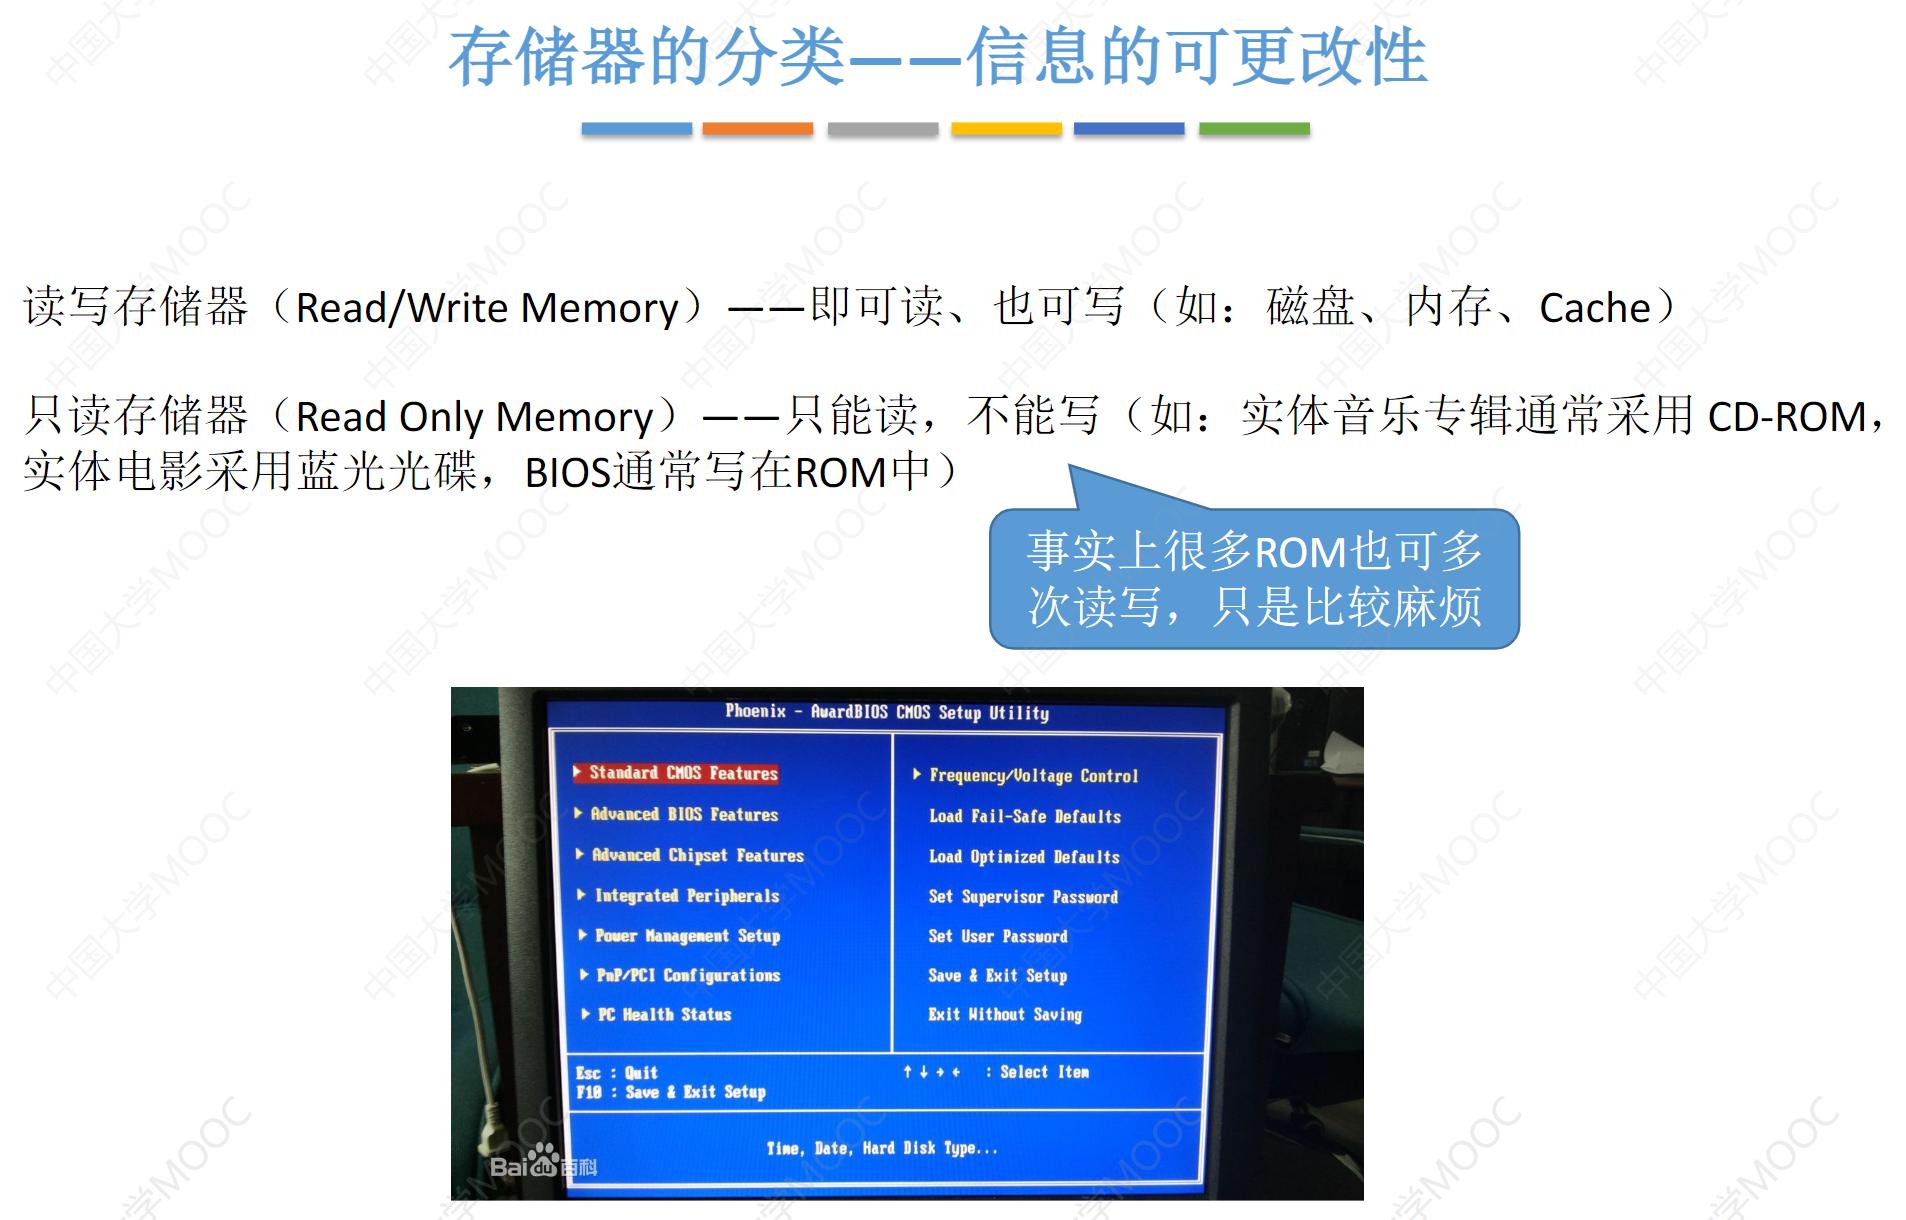 存储器的分类——信息的可更改性
读写存储器（Read/Write Memory）——即可读、也可写（如：磁盘、内存、Cache）
只读存储器（Read Only Memory）——只能读，不能写（如：实体音乐专辑通常采用 CD-ROM，
实体电影采用蓝光光碟，BIOS通常写在ROM中）
事实上很多ROM也可多
次读写，只是比较麻烦
Phoenix - AwardBIOS CMOS Setup Utility
Standard CMOS Features
Advanced BIOS Features
Advanced Chipset Features
Integrated Peripherals
Power Management Setup
PnP/PCI Configurations
PC Health Status
Frequency/Voltage Control
Load Fail-Safe Defaults
Load Optimized Defaults
Set Supervisor Password
Set User Password
Save & Exit Setup
Exit Without Saving
Esc : Quit
F10 : Save & Exit Setup
↑ ↓ → ← : Select Item
Time, Date, Hard Disk Type...
Bai du 百科
中国大学MOOC